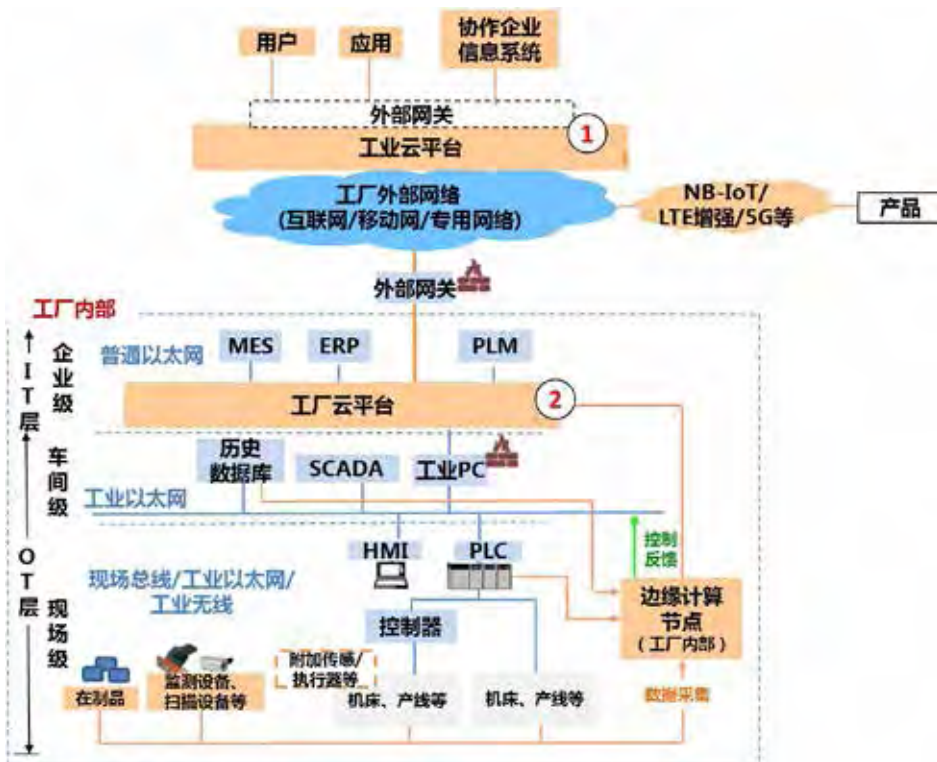 用户
应用
协作企业
信息系统
外部网关
1
工业云平台
工厂外部网络
(互联网/移动网/专用网络)
NB-IoT/
LTE增强/5G等
产品
外部网关
工厂内部
IT层
企业级
普通以太网
MES
ERP
PLM
工厂云平台
2
车间级
历史
数据库
SCADA
工业PC
工业以太网
OT层
现场级
HMI
PLC
控制
反馈
现场总线/工业以太网/
工业无线
控制器
边缘计算
节点
(工厂内部)
在制品
监测设备、
扫描设备等
附加传感/
执行器等
机床、产线等
机床、产线等
数据采集